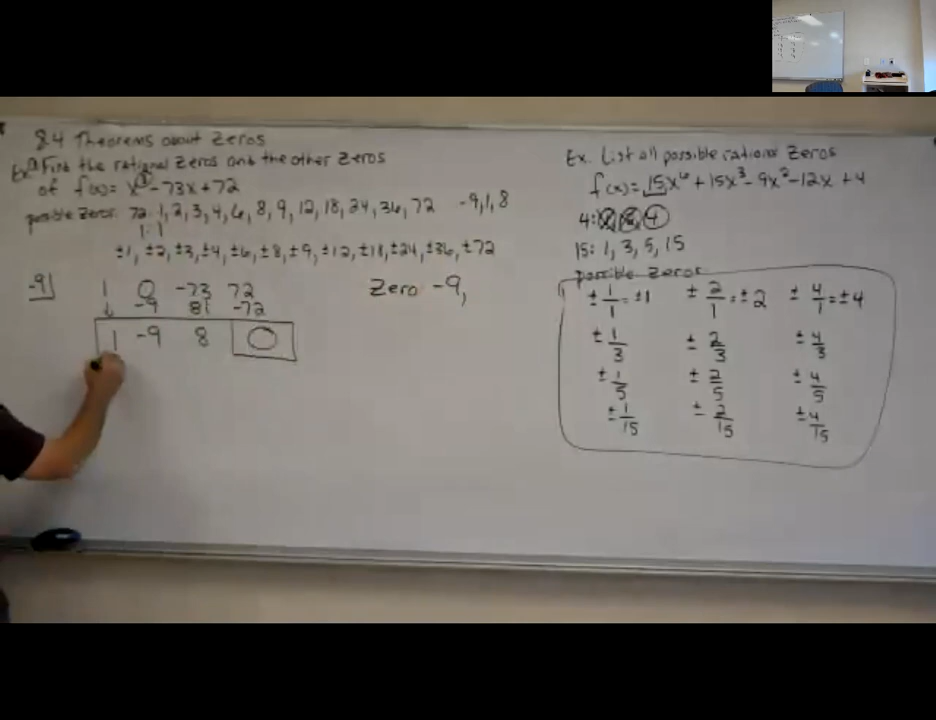 8.4 Theorems about Zeros
Ex. Find the rational zeros and the other zeros
of f(x) = x³ - 73x + 72
possible zeros: 72: 1, 2, 3, 4, 6, 8, 9, 12, 18, 24, 36, 72   -9, 1, 8
1: 1
±1, ±2, ±3, ±4, ±6, ±8, ±9, ±12, ±18, ±24, ±36, ±72
-9| 1 0 -73 72
↓ -9 81 -72
1 -9 8 0
Zero -9,
Ex. List all possible rational zeros
f(x) = 15x⁶ + 15x³ - 9x² - 12x + 4
4: 1, 2, 4
15: 1, 3, 5, 15
possible zeros
± 1/1 = ±1   ± 2/1 = ±2   ± 4/1 = ±4
± 1/3   ± 2/3   ± 4/3
± 1/5   ± 2/5   ± 4/5
± 1/15   ± 2/15   ± 4/15